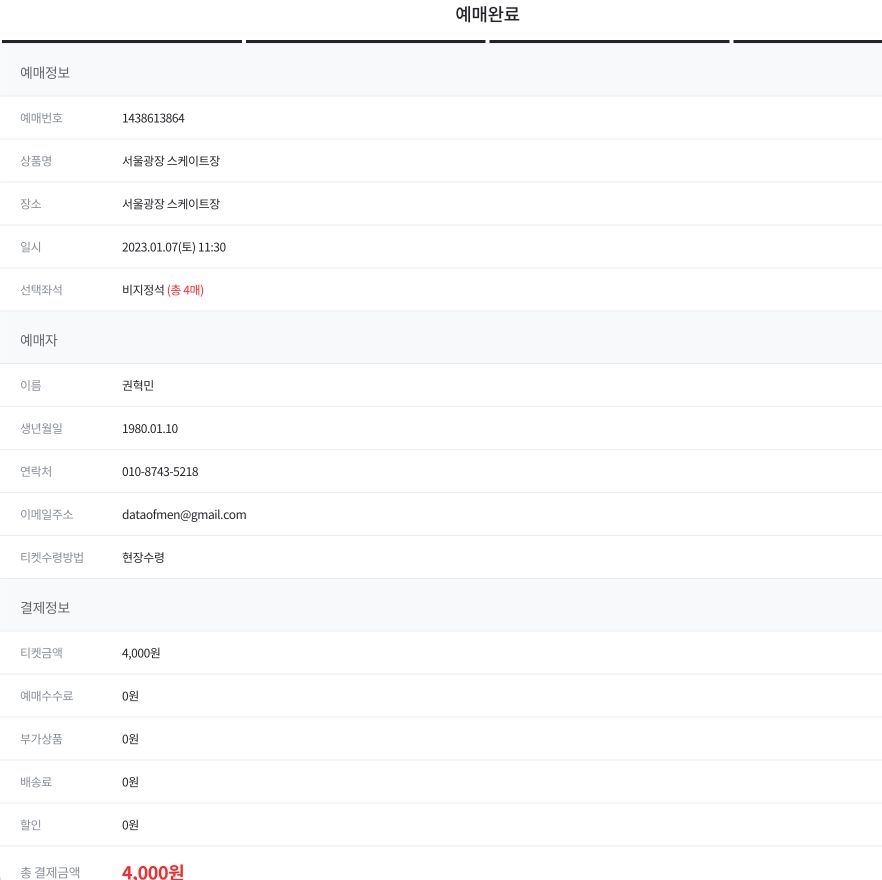 예매완료
예매정보
예매번호 1438613864
상품명 서울광장 스케이트장
장소 서울광장 스케이트장
일시 2023.01.07(토) 11:30
선택좌석 비지정석 (총 4매)
예매자
이름 권혁민
생년월일 1980.01.10
연락처 010-8743-5218
이메일주소 dataofmen@gmail.com
티켓수령방법 현장수령
결제정보
티켓금액 4,000원
예매수수료 0원
부가상품 0원
배송료 0원
할인 0원
총 결제금액 4,000원